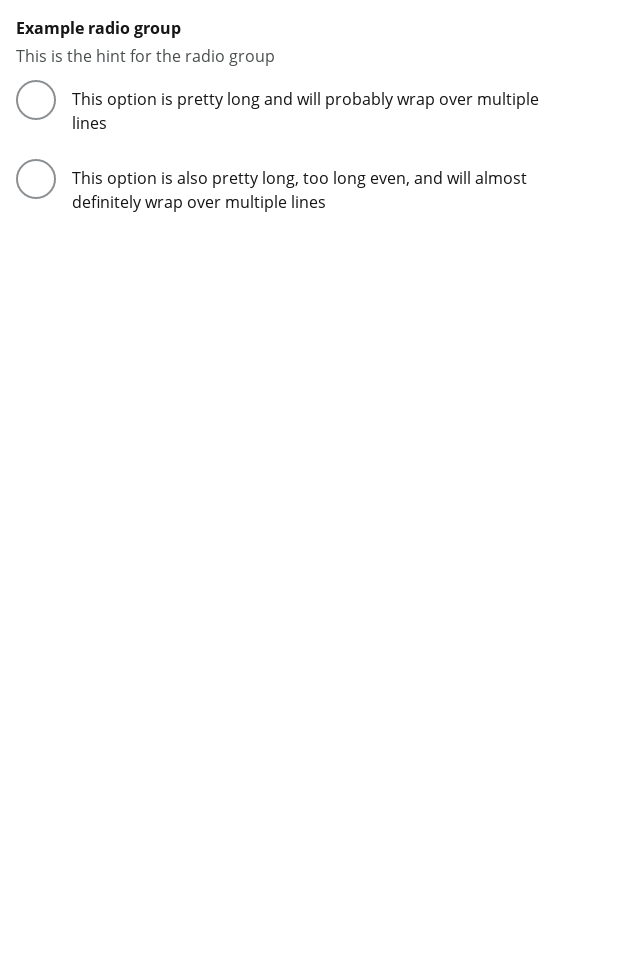 Example radio group
This is the hint for the radio group
This option is pretty long and will probably wrap over multiple
lines
This option is also pretty long, too long even, and will almost
definitely wrap over multiple lines